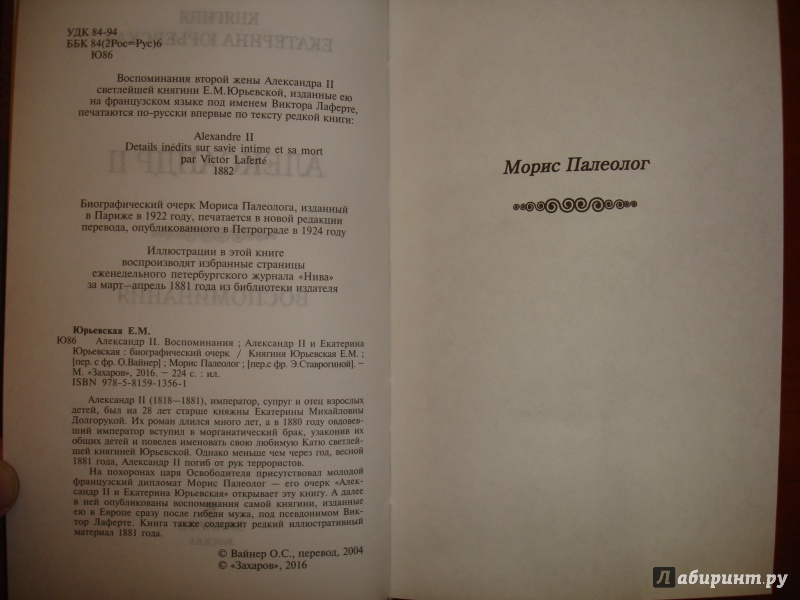 УДК 84-94
ББК 84(2Рос=Рус)6
Ю86
Воспоминания второй жены Александра II
светлейшей княгини Е.М.Юрьевской, изданные ею
на французском языке под именем Виктора Лаферте,
печатаются по-русски впервые по тексту редкой книги:
Alexandre II
Details inédits sur savie intime et sa mort
par Victor Laferté
1882
Биографический очерк Мориса Палеолога, изданный
в Париже в 1922 году, печатается в новой редакции
перевода, опубликованного в Петрограде в 1924 году
Иллюстрации в этой книге
воспроизводят избранные страницы
еженедельного петербургского журнала «Нива»
за март–апрель 1881 года из библиотеки издателя
Юрьевская Е.М.
Ю86 Александр II. Воспоминания ; Александр II и Екатерина
Юрьевская : биографический очерк / Княгиня Юрьевская Е.М. ;
[пер. с фр. О.Вайнер] ; Морис Палеолог ; [пер.с фр. Э.Ставрогиной]. –
М. «Захаров», 2016. – 224 с. : ил.
ISBN 978-5-8159-1356-1
Александр II (1818—1881), император, супруг и отец взрослых
детей, был на 28 лет старше княжны Екатерины Михайловны
Долгорукой. Их роман длился много лет, а в 1880 году овдовев-
ший император вступил в морганатический брак, узаконив их
общих детей и повелев именовать свою любимую Катю светлей-
шей княгиней Юрьевской. Однако меньше чем через год, весной
1881 года, Александр II погиб от рук террористов.
На похоронах царя Освободителя присутствовал молодой
французский дипломат Морис Палеолог — его очерк «Алек-
сандр II и Екатерина Юрьевская» открывает эту книгу. А далее
в ней опубликованы воспоминания самой княгини, изданные
ею в Европе сразу после гибели мужа, под псевдонимом Вик-
тор Лаферте. Книга также содержит редкий иллюстративный
материал 1881 года.
© Вайнер О.С., перевод, 2004
© «Захаров», 2016
Морис Палеолог
Лабиринт.ру